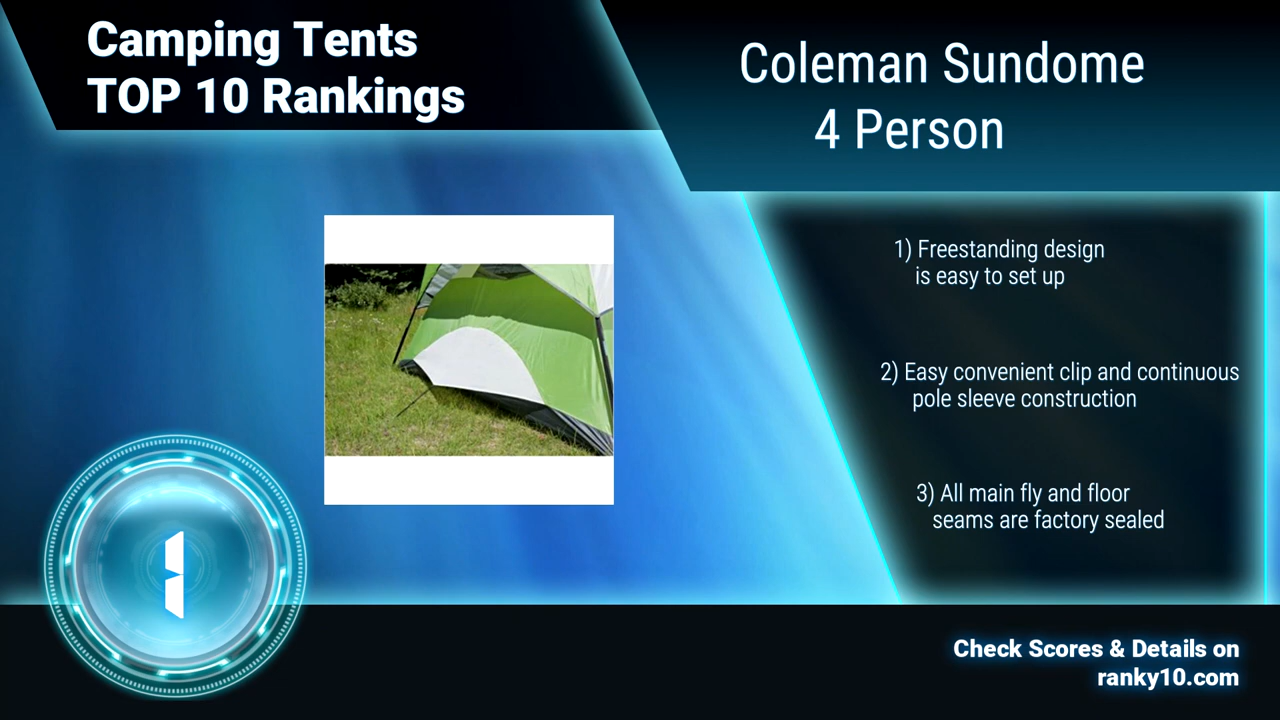 Camping Tents
TOP 10 Rankings
Coleman Sundome
4 Person
1) Freestanding design
is easy to set up
2) Easy convenient clip and continuous
pole sleeve construction
3) All main fly and floor
seams are factory sealed
1
Check Scores & Details on
ranky10.com